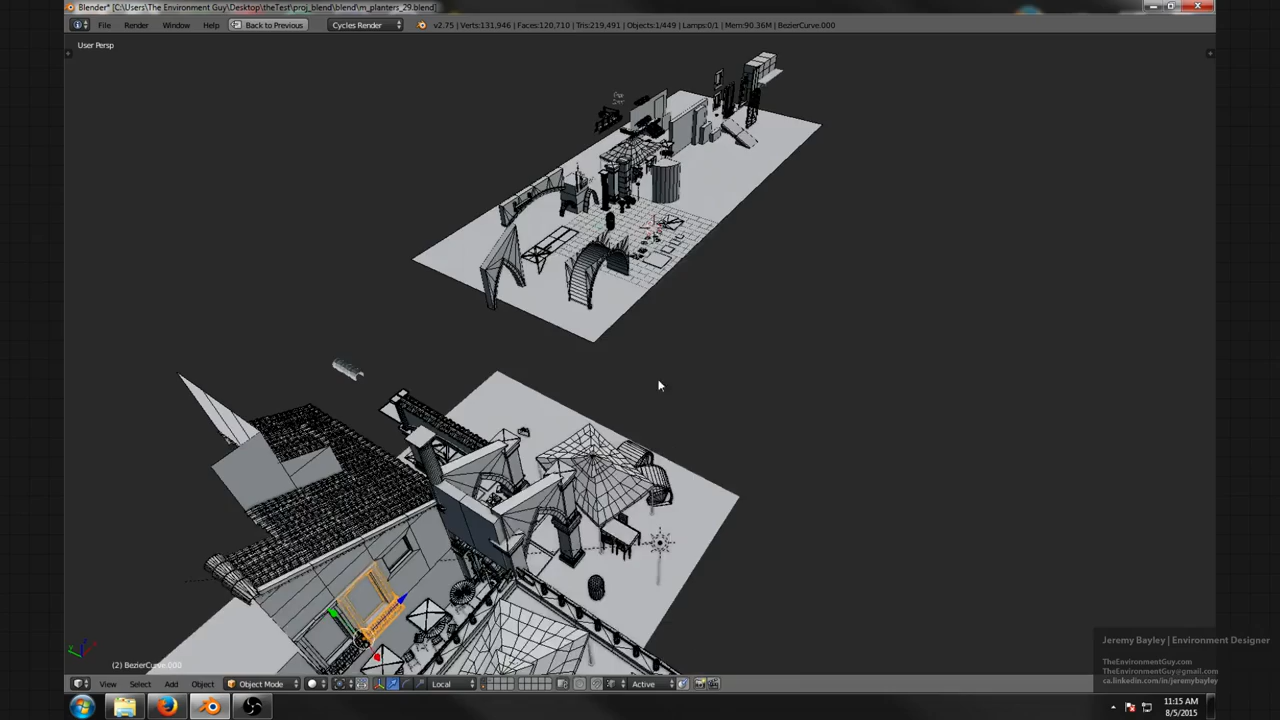 Blender* [C:\Users\The Environment Guy\Desktop\theTest\proj_blend\blend\m_planters_29.blend]
File Render Window Help Back to Previous Cycles Render v2.75 | Verts:131,946 | Faces:120,710 | Tris:219,491 | Objects:1/449 | Lamps:0/1 | Mem:90.36M | BezierCurve.000
User Persp
(2) BezierCurve.000
View Select Add Object Object Mode Local Active
Jeremy Bayley | Environment Designer
TheEnvironmentGuy.com
TheEnvironmentGuy@gmail.com
ca.linkedin.com/in/jeremybayley
11:15 AM
8/5/2015